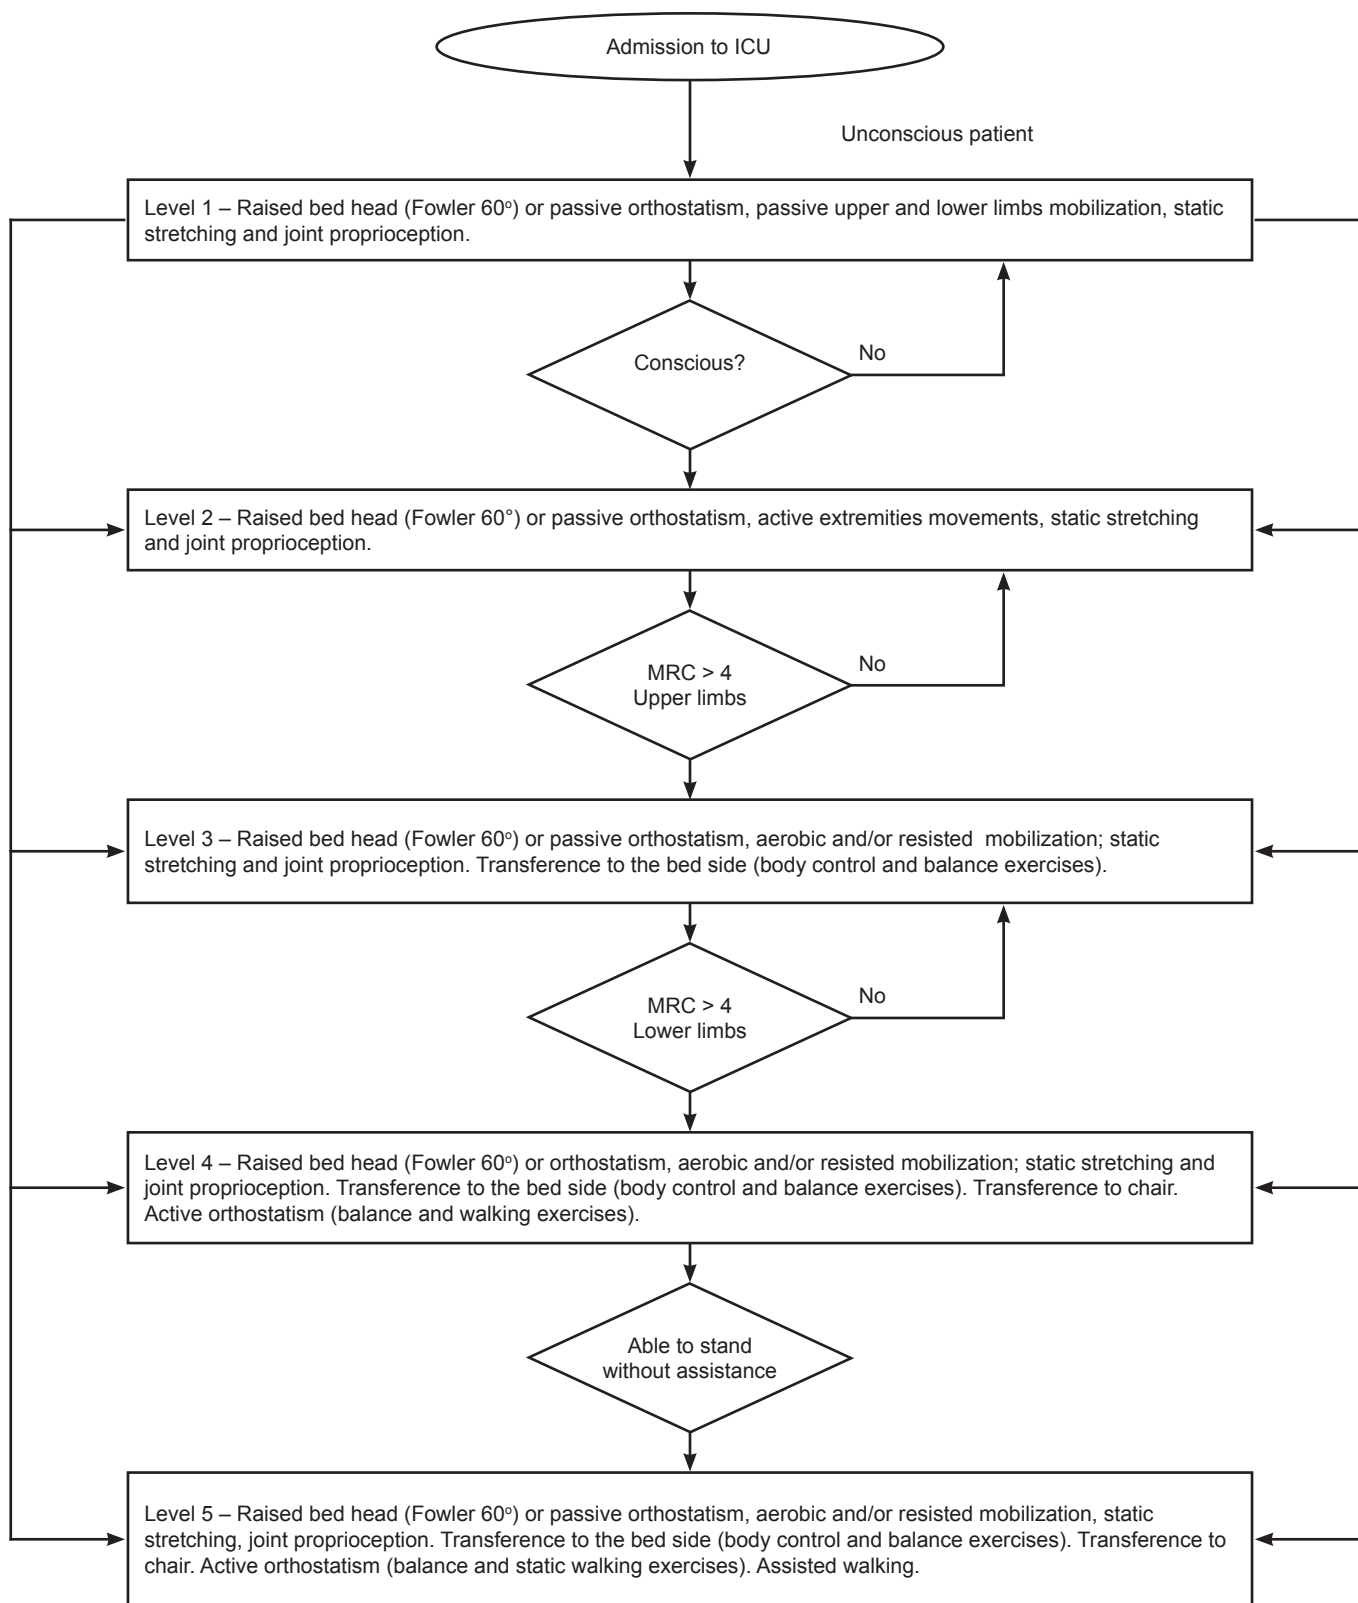 Admission to ICU
Unconscious patient
Level 1 – Raised bed head (Fowler 60º) or passive orthostatism, passive upper and lower limbs mobilization, static
stretching and joint proprioception.
Conscious?
No
Level 2 – Raised bed head (Fowler 60°) or passive orthostatism, active extremities movements, static stretching
and joint proprioception.
MRC > 4
Upper limbs
No
Level 3 – Raised bed head (Fowler 60º) or passive orthostatism, aerobic and/or resisted  mobilization; static
stretching and joint proprioception. Transference to the bed side (body control and balance exercises).
MRC > 4
Lower limbs
No
Level 4 – Raised bed head (Fowler 60º) or orthostatism, aerobic and/or resisted mobilization; static stretching and
joint proprioception. Transference to the bed side (body control and balance exercises). Transference to chair.
Active orthostatism (balance and walking exercises).
Able to stand
without assistance
Level 5 – Raised bed head (Fowler 60º) or passive orthostatism, aerobic and/or resisted mobilization, static
stretching, joint proprioception. Transference to the bed side (body control and balance exercises). Transference to
chair. Active orthostatism (balance and static walking exercises). Assisted walking.